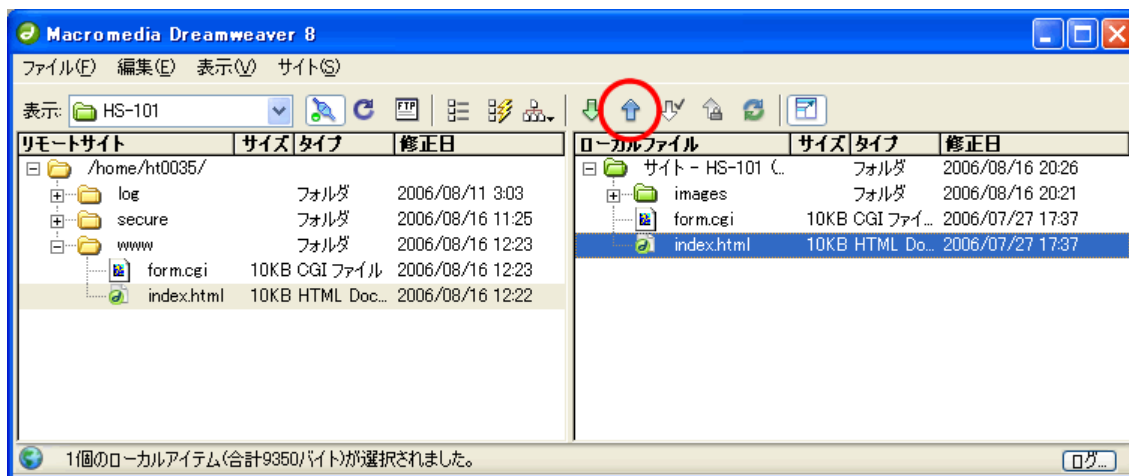 Macromedia Dreamweaver 8
ファイル(F) 編集(E) 表示(V) サイト(S)
表示: HS-101 FTP
リモートサイト サイズ タイプ 修正日 ローカルファイル サイズ タイプ 修正日
/home/ht0035/ サイト - HS-101 (... フォルダ 2006/08/16 20:26
log フォルダ 2006/08/11 3:03 images フォルダ 2006/08/16 20:21
secure フォルダ 2006/08/16 11:25 form.cgi 10KB CGI ファイ... 2006/07/27 17:37
www フォルダ 2006/08/16 12:23 index.html 10KB HTML Do... 2006/07/27 17:37
form.cgi 10KB CGI ファイル 2006/08/16 12:23
index.html 10KB HTML Doc... 2006/08/16 12:22
1個のローカルアイテム(合計9350バイト)が選択されました。 ログ...